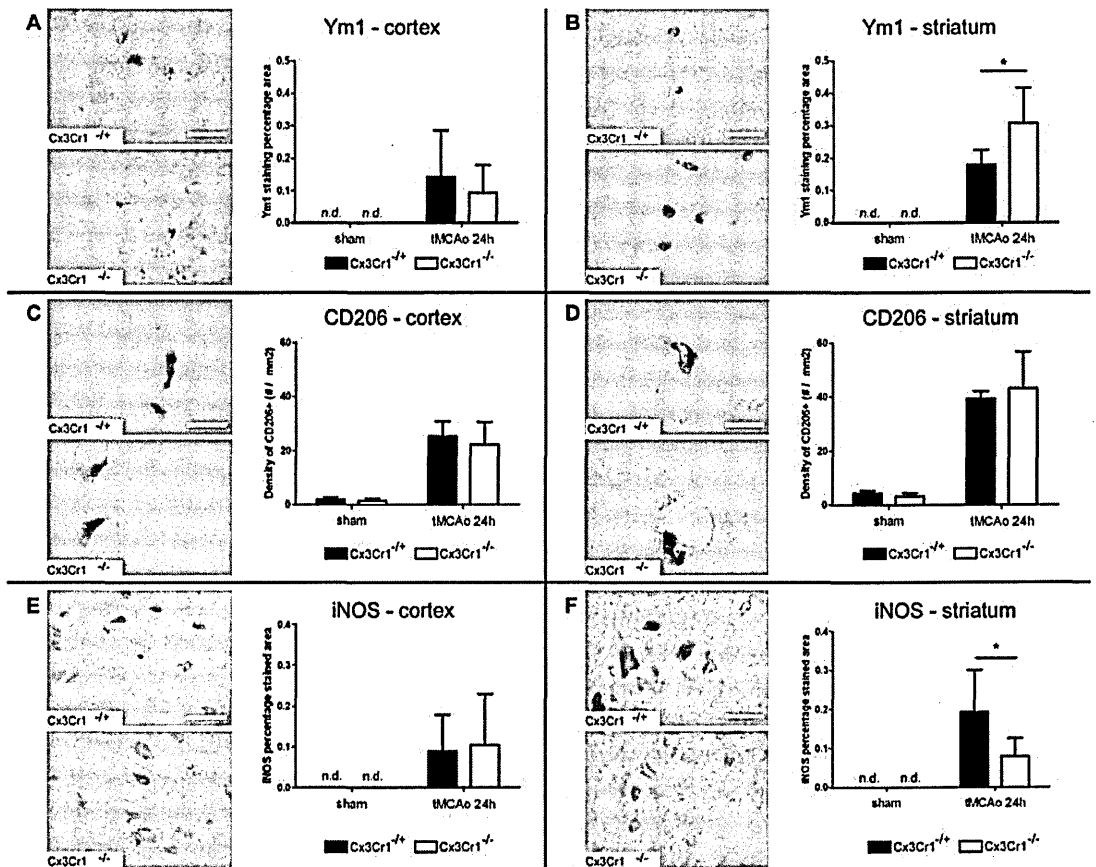 A
Ym1 - cortex
Cx3Cr1 -/+
Cx3Cr1 -/-
Ym1 staining percentage area
0.5
0.4
0.3
0.2
0.1
0.0
n.d. n.d.
sham tMCAo 24h
Cx3Cr1-/+ Cx3Cr1-/-
B
Ym1 - striatum
Cx3Cr1 -/+
Cx3Cr1 -/-
Ym1 staining percentage area
0.5
0.4
0.3
0.2
0.1
0.0
*
n.d. n.d.
sham tMCAo 24h
Cx3Cr1-/+ Cx3Cr1-/-
C
CD206 - cortex
Cx3Cr1 -/+
Cx3Cr1 -/-
Density of CD206+ (# / mm2)
60
40
20
0
sham tMCAo 24h
Cx3Cr1-/+ Cx3Cr1-/-
D
CD206 - striatum
Cx3Cr1 -/+
Cx3Cr1 -/-
Density of CD206+ (# / mm2)
60
40
20
0
sham tMCAo 24h
Cx3Cr1-/+ Cx3Cr1-/-
E
iNOS - cortex
Cx3Cr1 -/+
Cx3Cr1 -/-
iNOS percentage stained area
0.4
0.3
0.2
0.1
0.0
n.d. n.d.
sham tMCAo 24h
Cx3Cr1-/+ Cx3Cr1-/-
F
iNOS - striatum
Cx3Cr1 -/+
Cx3Cr1 -/-
iNOS percentage stained area
0.4
0.3
0.2
0.1
0.0
*
n.d. n.d.
sham tMCAo 24h
Cx3Cr1-/+ Cx3Cr1-/-